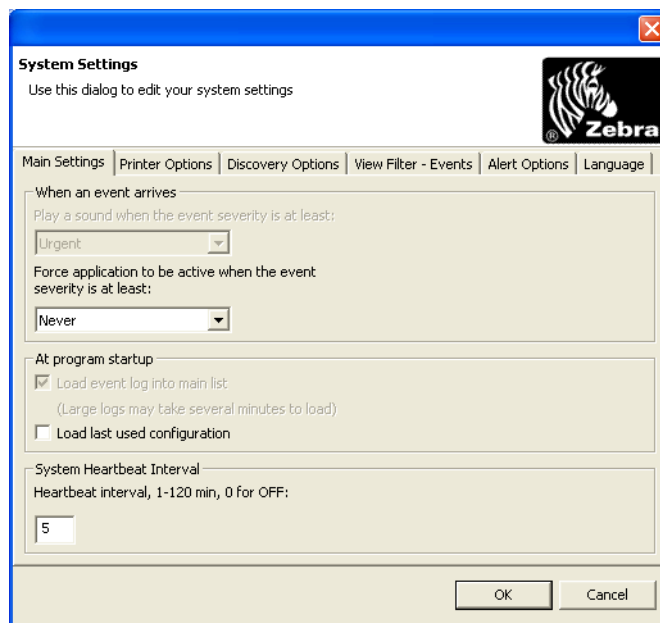 System Settings
Use this dialog to edit your system settings
® Zebra
Main Settings Printer Options Discovery Options View Filter - Events Alert Options Language
When an event arrives
Play a sound when the event severity is at least:
Urgent
Force application to be active when the event
severity is at least:
Never
At program startup
Load event log into main list
(Large logs may take several minutes to load)
Load last used configuration
System Heartbeat Interval
Heartbeat interval, 1-120 min, 0 for OFF:
5
OK Cancel